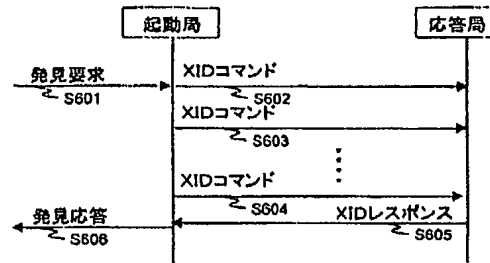 起動局
応答局
発見要求
S601
XIDコマンド
S602
XIDコマンド
S603
XIDコマンド
S604
XIDレスポンス
S605
発見応答
S606